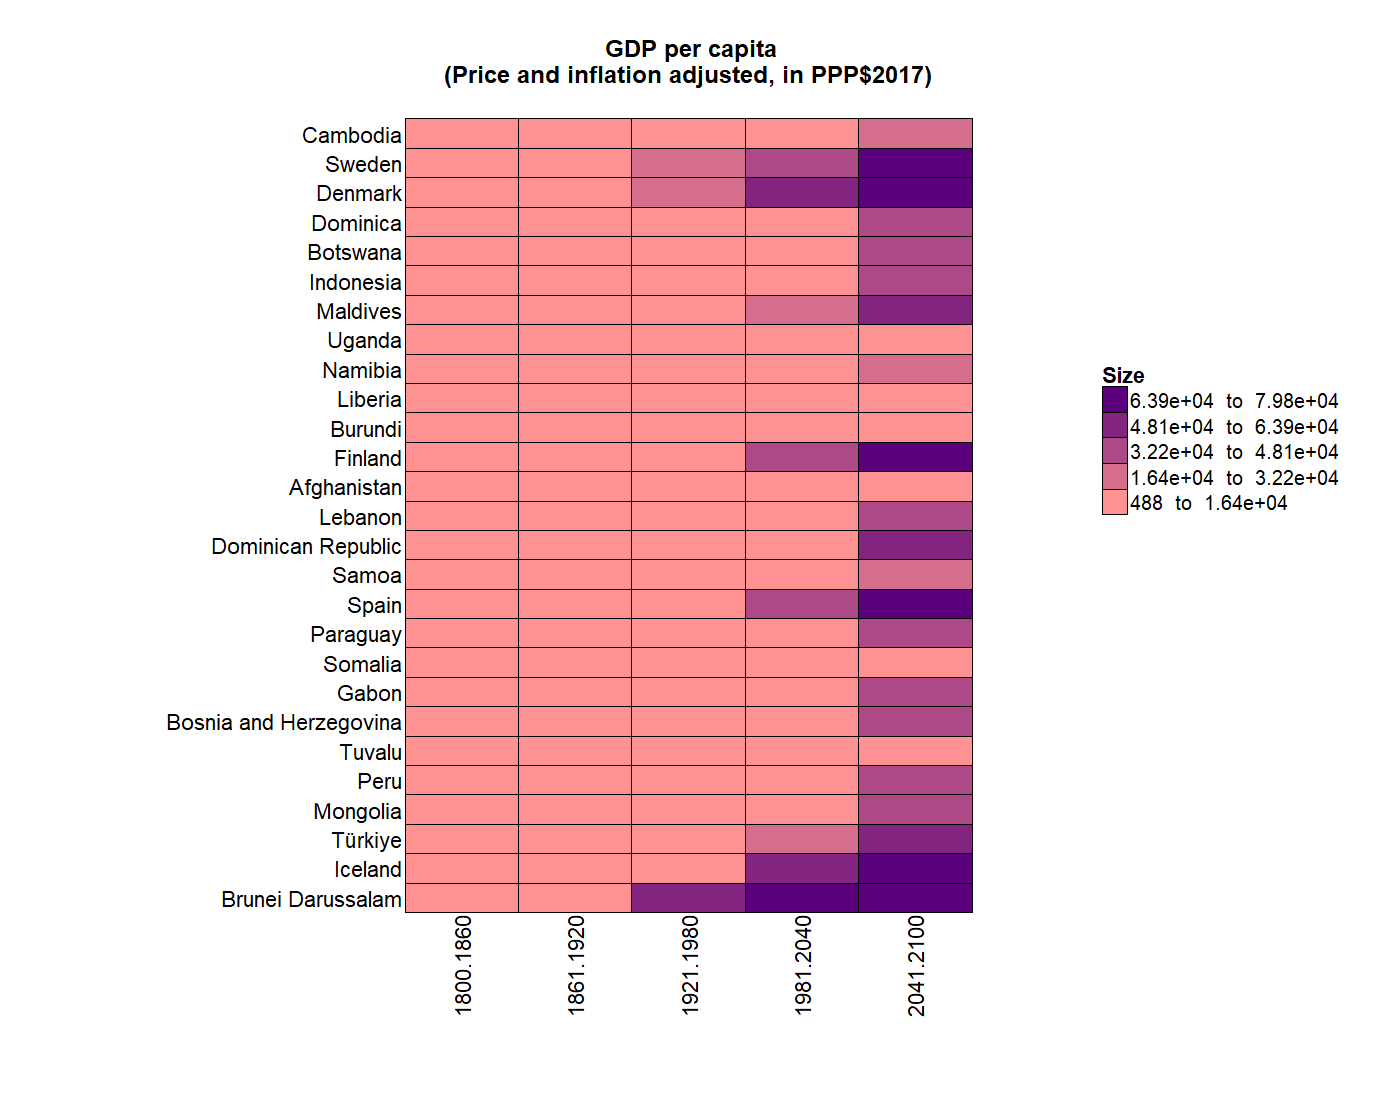 GDP per capita
(Price and inflation adjusted, in PPP$2017)
Cambodia
Sweden
Denmark
Dominica
Botswana
Indonesia
Maldives
Uganda
Namibia
Liberia
Burundi
Finland
Afghanistan
Lebanon
Dominican Republic
Samoa
Spain
Paraguay
Somalia
Gabon
Bosnia and Herzegovina
Tuvalu
Peru
Mongolia
Türkiye
Iceland
Brunei Darussalam
1800.1860
1861.1920
1921.1980
1981.2040
2041.2100
Size
6.39e+04 to 7.98e+04
4.81e+04 to 6.39e+04
3.22e+04 to 4.81e+04
1.64e+04 to 3.22e+04
488 to 1.64e+04